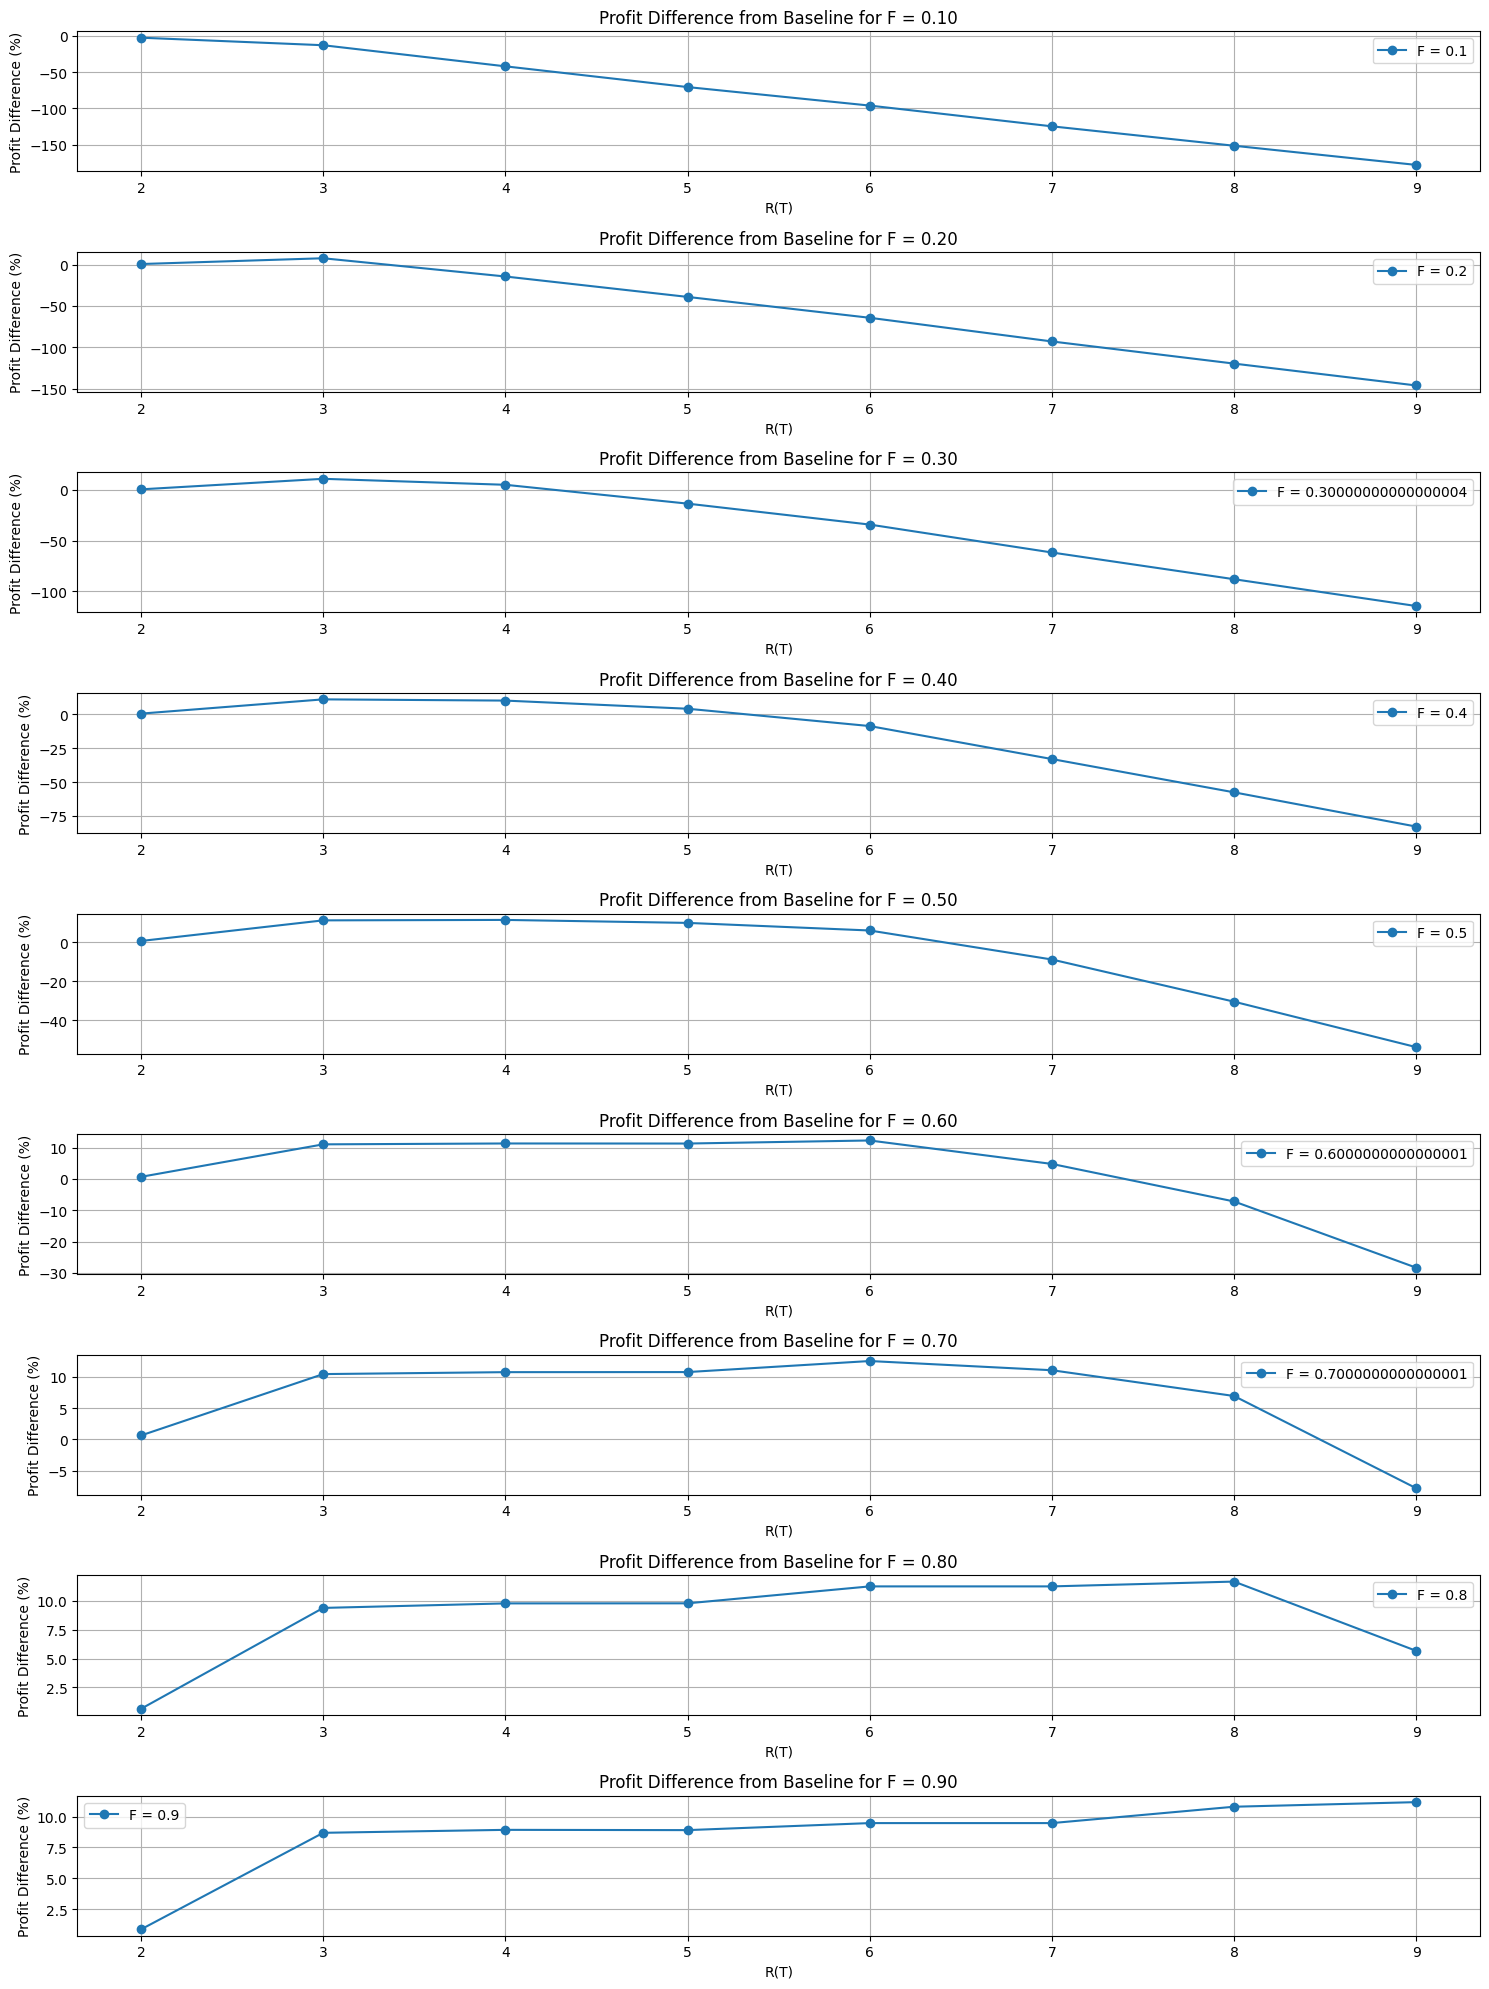 Profit Difference from Baseline for F = 0.10
Profit Difference (%)
0
−50
−100
−150
F = 0.1
2 3 4 5 6 7 8 9
R(T)
Profit Difference from Baseline for F = 0.20
Profit Difference (%)
0
−50
−100
−150
F = 0.2
2 3 4 5 6 7 8 9
R(T)
Profit Difference from Baseline for F = 0.30
Profit Difference (%)
0
−50
−100
F = 0.30000000000000004
2 3 4 5 6 7 8 9
R(T)
Profit Difference from Baseline for F = 0.40
Profit Difference (%)
0
−25
−50
−75
F = 0.4
2 3 4 5 6 7 8 9
R(T)
Profit Difference from Baseline for F = 0.50
Profit Difference (%)
0
−20
−40
F = 0.5
2 3 4 5 6 7 8 9
R(T)
Profit Difference from Baseline for F = 0.60
Profit Difference (%)
10
0
−10
−20
−30
F = 0.6000000000000001
2 3 4 5 6 7 8 9
R(T)
Profit Difference from Baseline for F = 0.70
Profit Difference (%)
10
5
0
−5
F = 0.7000000000000001
2 3 4 5 6 7 8 9
R(T)
Profit Difference from Baseline for F = 0.80
Profit Difference (%)
10.0
7.5
5.0
2.5
F = 0.8
2 3 4 5 6 7 8 9
R(T)
Profit Difference from Baseline for F = 0.90
Profit Difference (%)
10.0
7.5
5.0
2.5
F = 0.9
2 3 4 5 6 7 8 9
R(T)